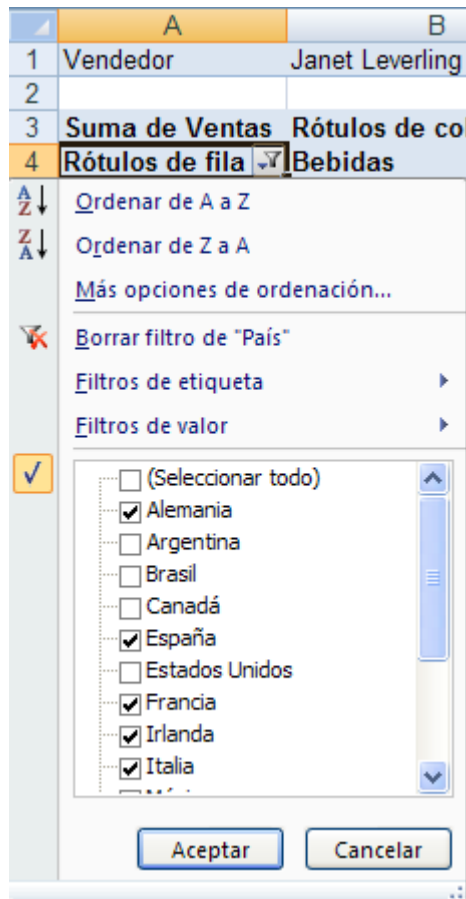 A B
1 Vendedor Janet Leverling
2
3 Suma de Ventas Rótulos de co
4 Rótulos de fila Bebidas
Ordenar de A a Z
Ordenar de Z a A
Más opciones de ordenación...
Borrar filtro de "País"
Filtros de etiqueta
Filtros de valor
(Seleccionar todo)
Alemania
Argentina
Brasil
Canadá
España
Estados Unidos
Francia
Irlanda
Italia
Aceptar Cancelar